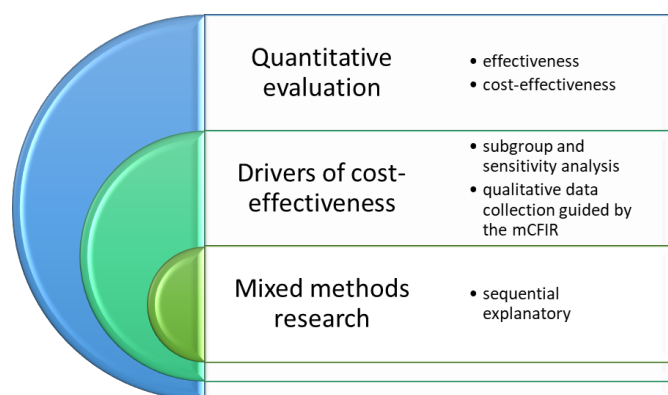 Quantitative
evaluation
• effectiveness
• cost-effectiveness
Drivers of cost-
effectiveness
• subgroup and
sensitivity analysis
• qualitative data
collection guided by
the mCFIR
Mixed methods
research
• sequential
explanatory